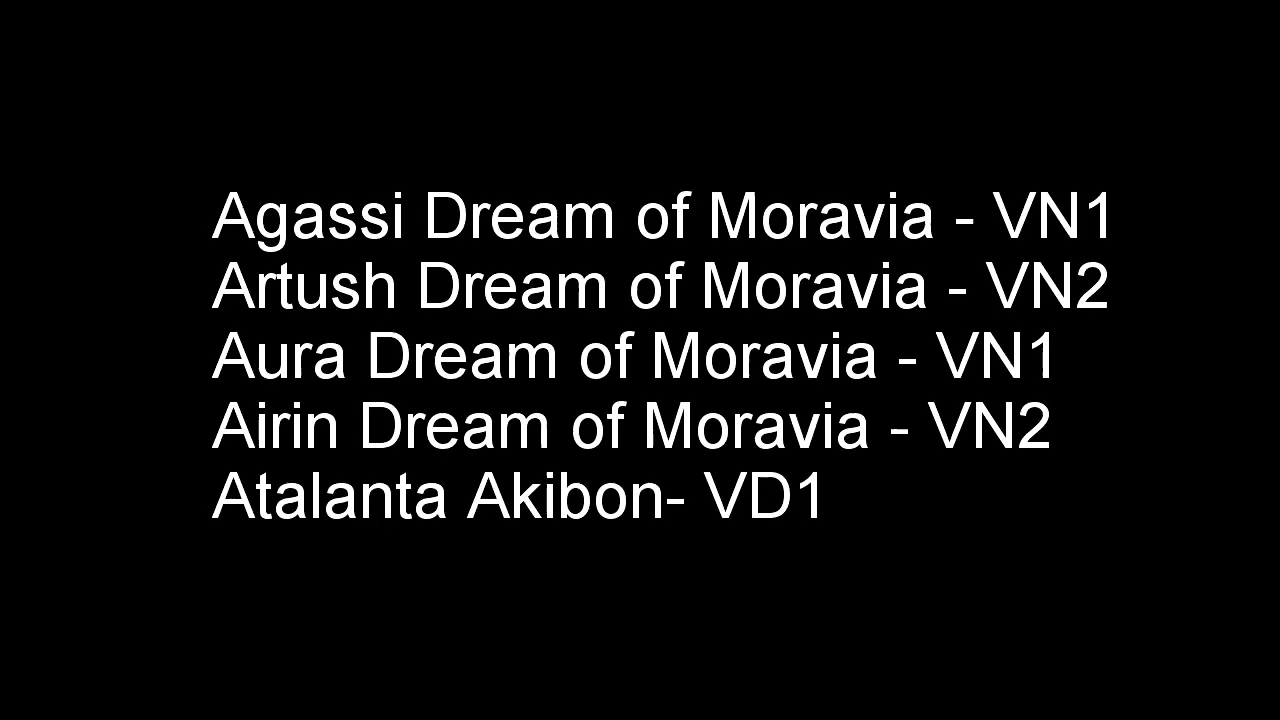 Agassi Dream of Moravia - VN1
Artush Dream of Moravia - VN2
Aura Dream of Moravia - VN1
Airin Dream of Moravia - VN2
Atalanta Akibon- VD1